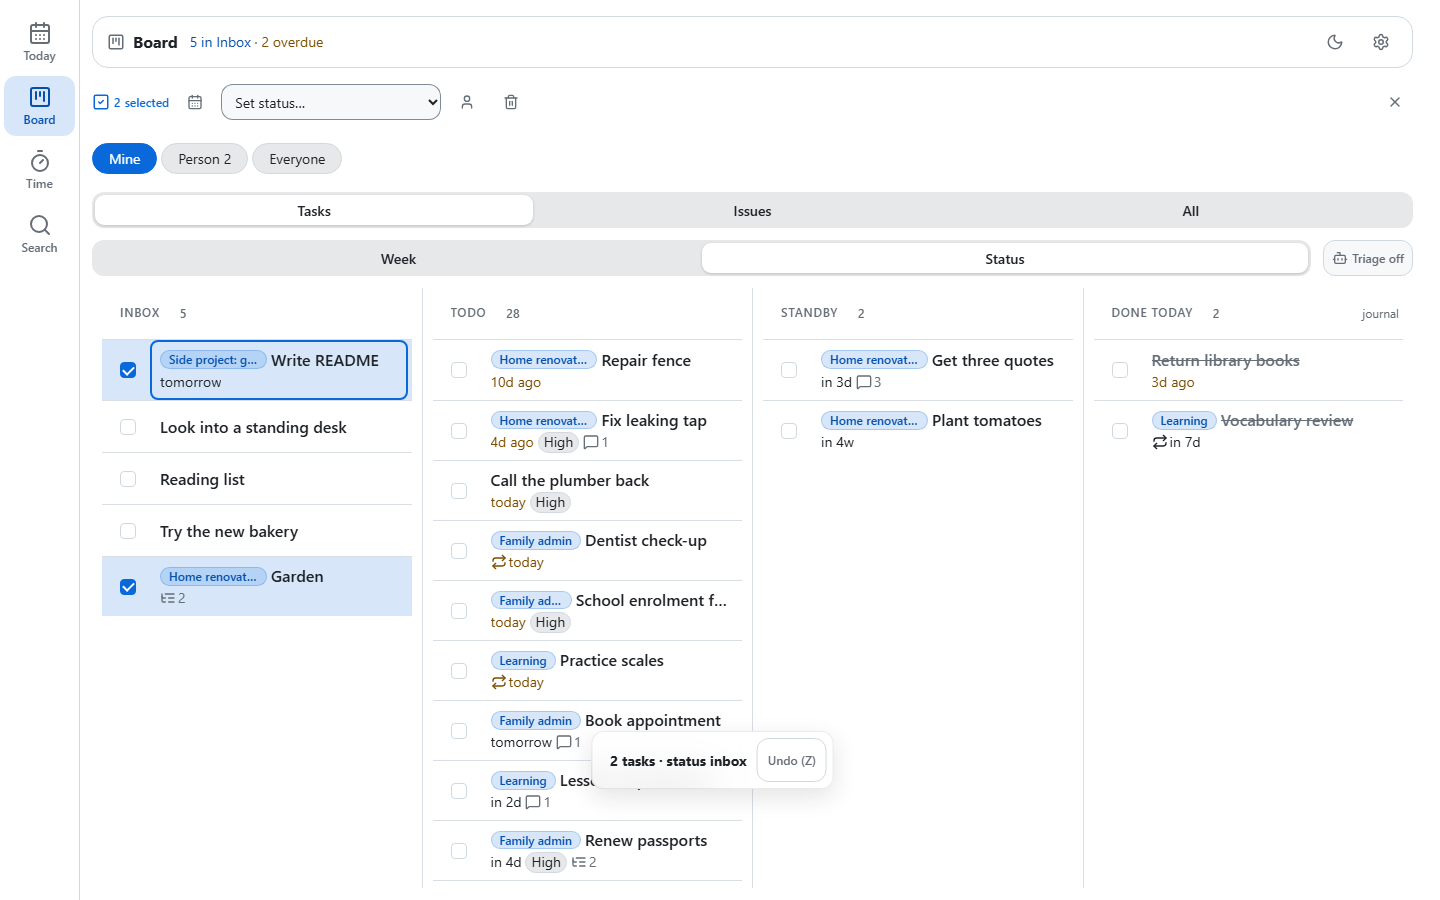 Today
Board
Time
Search
Board 5 in Inbox · 2 overdue
2 selected Set status...
Mine Person 2 Everyone
Tasks Issues All
Week Status Triage off
INBOX 5
Side project: g... Write README
tomorrow
Look into a standing desk
Reading list
Try the new bakery
Home renovat... Garden
2
TODO 28
Home renovat... Repair fence
10d ago
Home renovat... Fix leaking tap
4d ago High 1
Call the plumber back
today High
Family admin Dentist check-up
today
Family ad... School enrolment f...
today High
Learning Practice scales
today
Family admin Book appointment
tomorrow 1
Learning
in 2d 1
Family admin Renew passports
in 4d High 2
STANDBY 2
Home renovat... Get three quotes
in 3d 3
Home renovat... Plant tomatoes
in 4w
DONE TODAY 2 journal
Return library books
3d ago
Learning Vocabulary review
in 7d
2 tasks · status inbox Undo (Z)